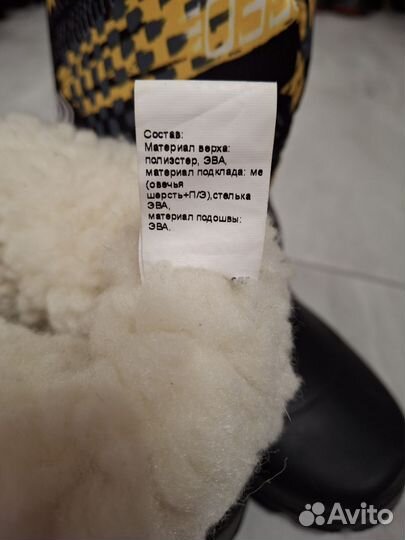 Состав:
Материал верха:
полиэстер, ЭВА,
материал подклада: ме
(овечья
шерсть+П/Э),стелька
ЭВА,
материал подошвы:
ЭВА,
Avito